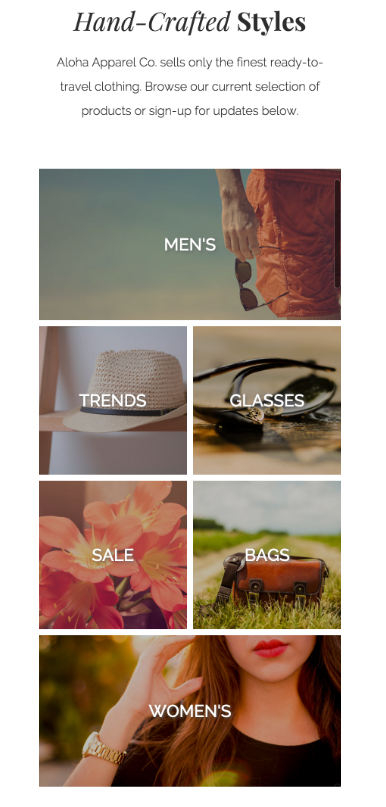 Hand-Crafted Styles
Aloha Apparel Co. sells only the finest ready-to-
travel clothing. Browse our current selection of
products or sign-up for updates below.
MEN'S
TRENDS
GLASSES
SALE
BAGS
WOMEN'S